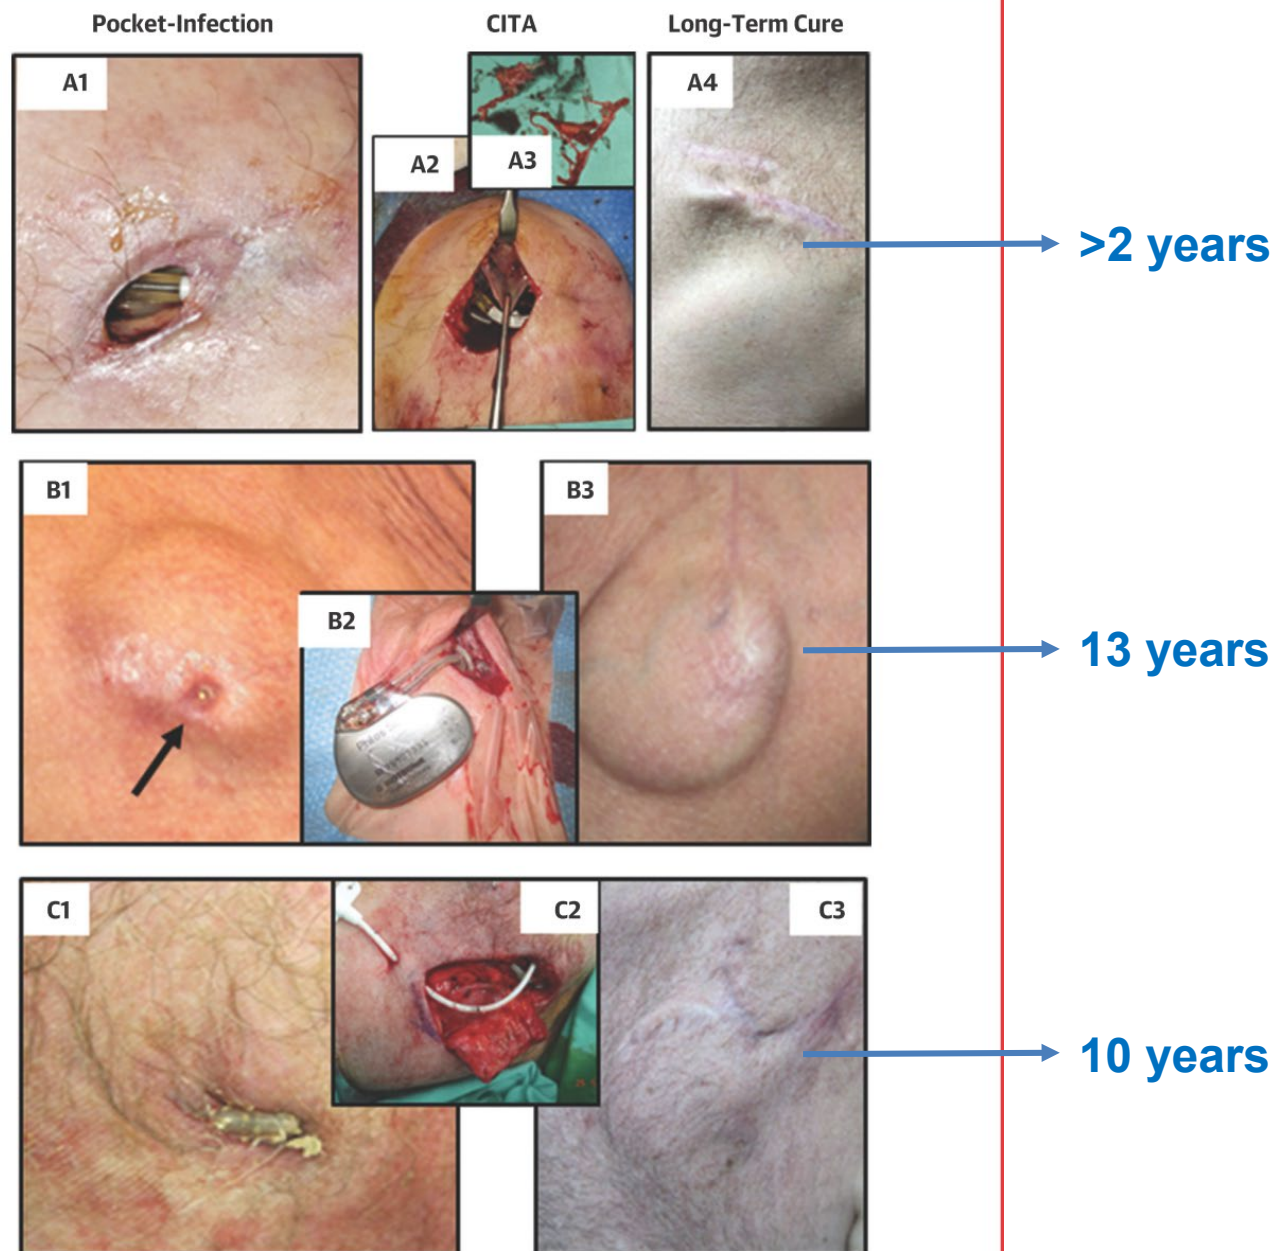 Pocket-Infection
CITA
Long-Term Cure
A1
A2
A3
A4
>2 years
B1
B2
B3
13 years
C1
C2
C3
10 years